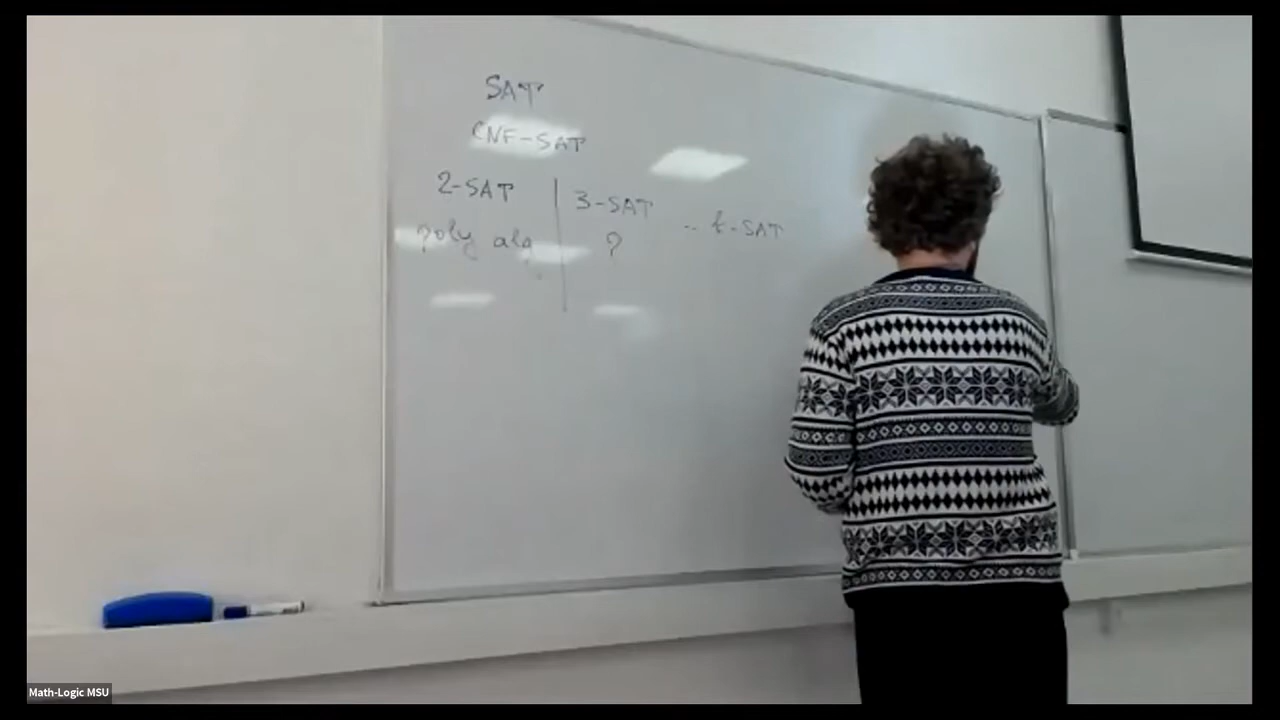 SAT
CNF-SAT
2-SAT 3-SAT .. k-SAT
poly alg ?
Math-Logic MSU